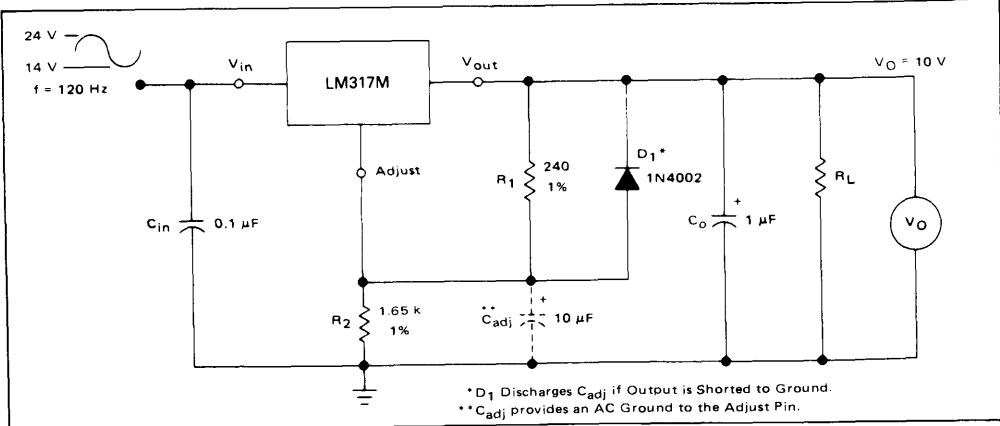 24 V
14 V
f = 120 Hz
Vin
LM317M
Vout
VO = 10 V
Adjust
R1
240
1%
D1*
1N4002
RL
Cin
0.1 µF
CO
+
1 µF
VO
R2
1.65 k
1%
**
Cadj
+
10 µF
*D1 Discharges Cadj if Output is Shorted to Ground.
**Cadj provides an AC Ground to the Adjust Pin.